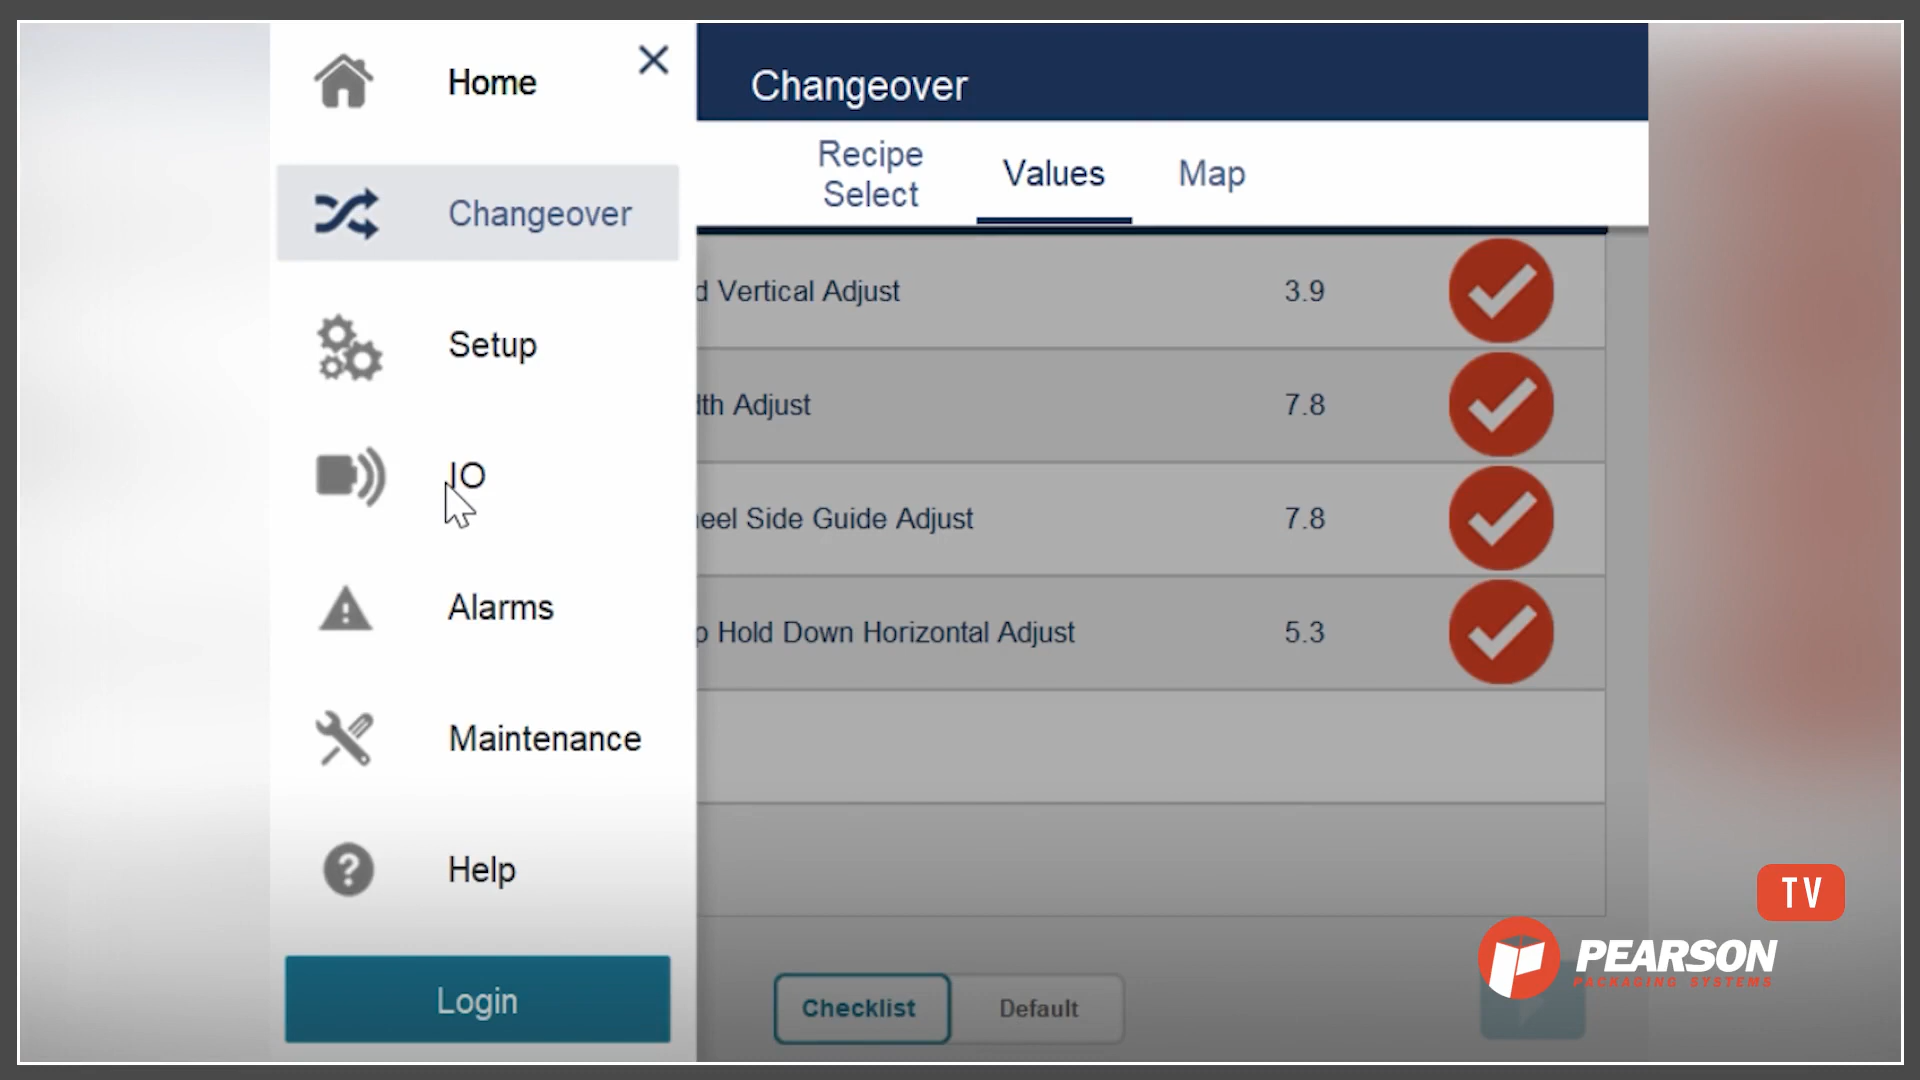 Home
Changeover
Setup
IO
Alarms
Maintenance
Help
Login
Changeover
Recipe
Select
Values
Map
Vertical Adjust 3.9
Adjust 7.8
Side Guide Adjust 7.8
Hold Down Horizontal Adjust 5.3
Checklist
Default
TV
PEARSON
PACKAGING SYSTEMS